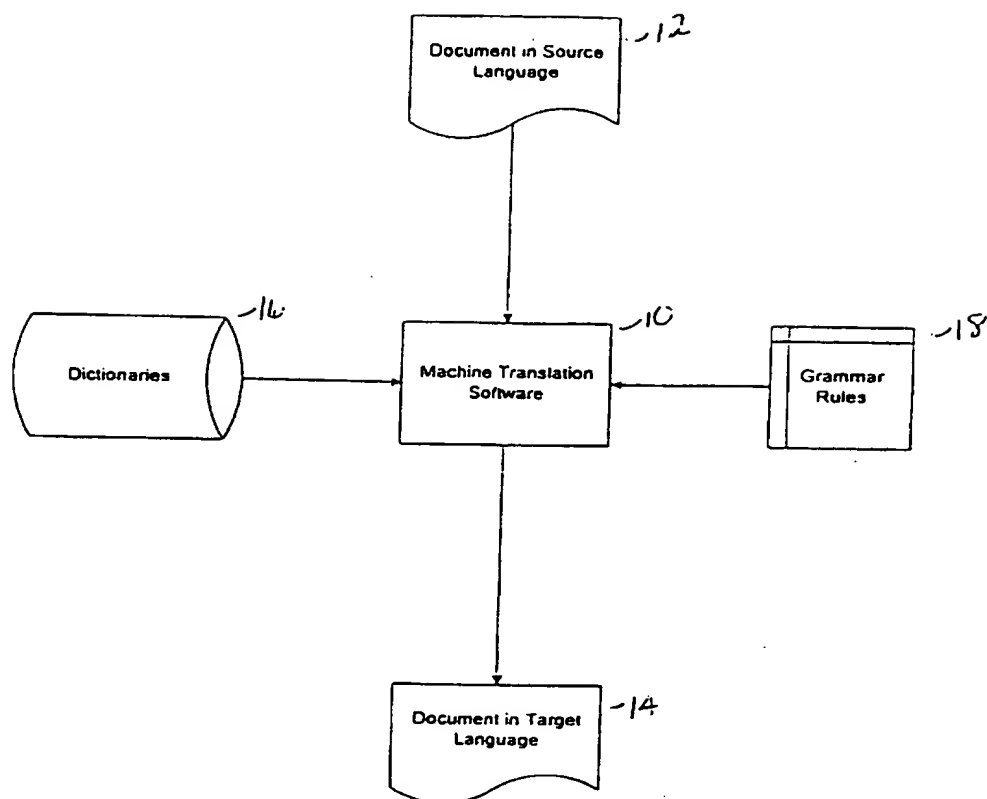 Document in Source
Language
12
Dictionaries
16
Machine Translation
Software
10
Grammar
Rules
18
Document in Target
Language
14